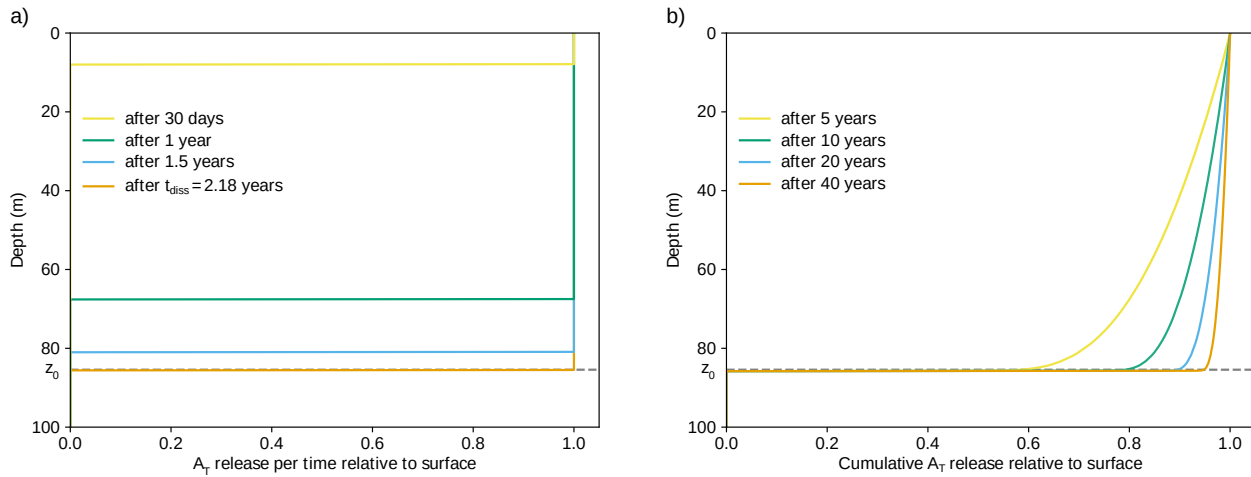 a)
0
20
40
60
80
z₀
100
Depth (m)
after 30 days
after 1 year
after 1.5 years
after t_diss = 2.18 years
0.0 0.2 0.4 0.6 0.8 1.0
A_T release per time relative to surface
b)
0
20
40
60
80
z₀
100
Depth (m)
after 5 years
after 10 years
after 20 years
after 40 years
0.0 0.2 0.4 0.6 0.8 1.0
Cumulative A_T release relative to surface